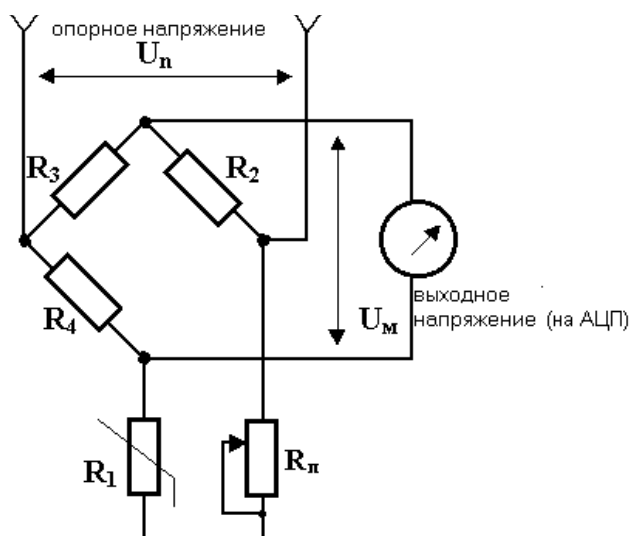 опорное напряжение
Uп
R3
R2
R4
Uм
выходное
напряжение (на АЦП)
R1
Rл